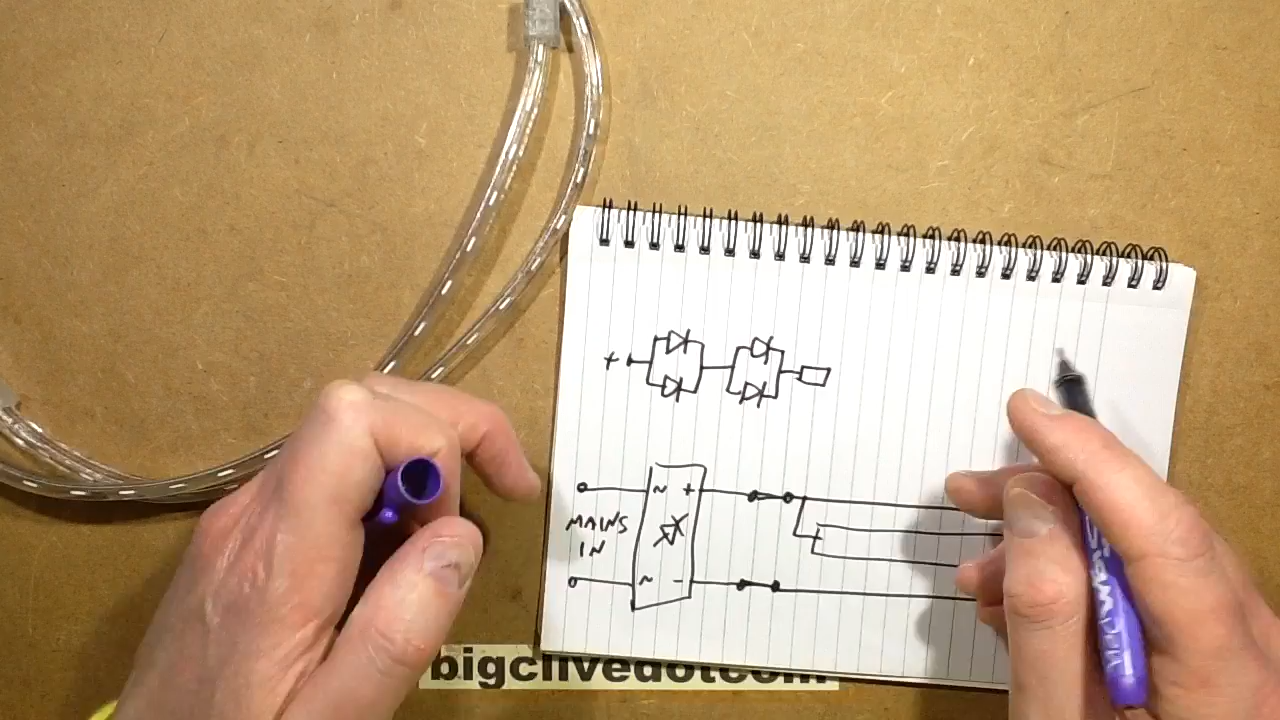 +
~ +
MAINS
IN
~ -
bigclivedotcom